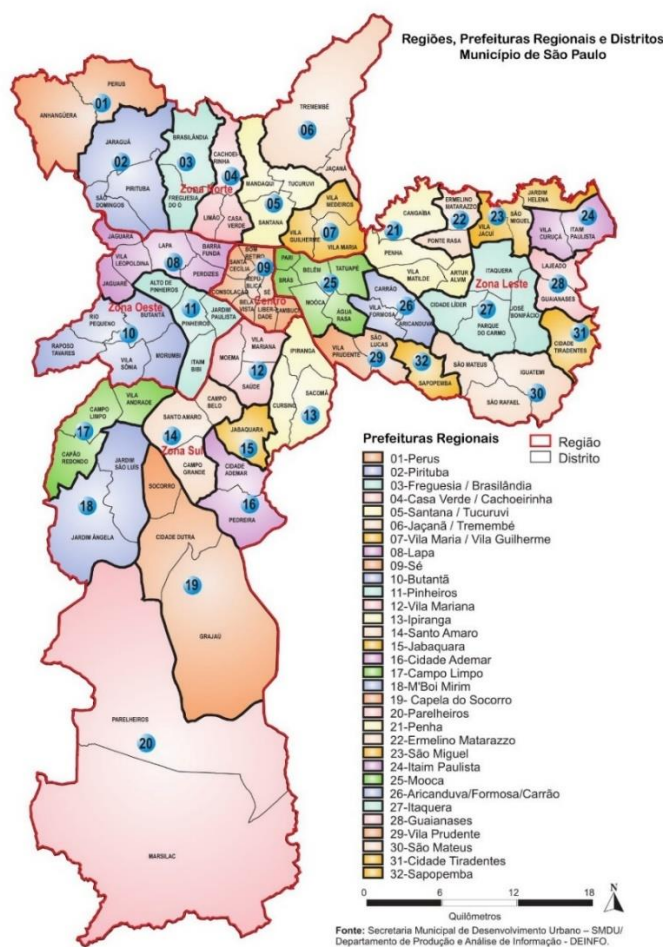 Regiões, Prefeituras Regionais e Distritos
Município de São Paulo
PERUS
01
ANHANGÜERA
TREMEMBÉ
06
JAÇANÃ
JARAGUÁ
02
PIRITUBA
SÃO
DOMINGOS
BRASILÂNDIA
03
FREGUESIA
DO Ó
Zona Norte
CACHOEI-
RINHA
04
LIMÃO
CASA
VERDE
MANDAQUI
TUCURUVI
05
SANTANA
VILA
MEDEIROS
07
VILA
GUILHERME
VILA MARIA
CANGAÍBA
21
PENHA
VILA
MATILDE
ARTUR
ALVIM
ERMELINO
MATARAZZO
22
PONTE RASA
23
VILA
JACUÍ
SÃO
MIGUEL
JARDIM
HELENA
24
VILA
CURUÇÁ
ITAIM
PAULISTA
LAJEADO
28
GUAIANASES
ITAQUERA
Zona Leste
27
CIDADE LÍDER
JOSÉ
BONIFÁCIO
PARQUE
DO CARMO
31
CIDADE
TIRADENTES
JAGUARA
VILA
LEOPOLDINA
JAGUARÉ
LAPA
08
BARRA
FUNDA
PERDIZES
BOM
RETIRO
09
SANTA
CECÍLIA
REPÚ-
BLICA
SÉ
CONSOLAÇÃO
Centro
BELA
VISTA
LIBER-
DADE
CAMBUCI
PARI
BRÁS
BELÉM
TATUAPÉ
25
MOÓCA
ÁGUA
RASA
CARRÃO
26
VILA
FORMOSA
ARICANDUVA
Zona Oeste
RIO
PEQUENO
BUTANTÃ
10
RAPOSO
TAVARES
VILA
SÔNIA
MORUMBI
ALTO DE
PINHEIROS
11
PINHEIROS
JARDIM
PAULISTA
ITAIM
BIBI
MOEMA
VILA
MARIANA
12
SAÚDE
IPIRANGA
CURSINO
SACOMÃ
13
VILA
PRUDENTE
SÃO
LUCAS
29
32
SAPOPEMBA
SÃO MATEUS
IGUATEMI
SÃO RAFAEL
30
CAMPO
LIMPO
VILA
ANDRADE
17
CAPÃO
REDONDO
SANTO AMARO
CAMPO
BELO
14
Zona Sul
CAMPO
GRANDE
JABAQUARA
15
CIDADE
ADEMAR
16
PEDREIRA
JARDIM
SÃO LUÍS
18
JARDIM ÂNGELA
SOCORRO
CIDADE DUTRA
19
GRAJAÚ
PARELHEIROS
20
MARSILAC
Prefeituras Regionais
01-Perus
02-Pirituba
03-Freguesia / Brasilândia
04-Casa Verde / Cachoeirinha
05-Santana / Tucuruvi
06-Jaçanã / Tremembé
07-Vila Maria / Vila Guilherme
08-Lapa
09-Sé
10-Butantã
11-Pinheiros
12-Vila Mariana
13-Ipiranga
14-Santo Amaro
15-Jabaquara
16-Cidade Ademar
17-Campo Limpo
18-M'Boi Mirim
19- Capela do Socorro
20-Parelheiros
21-Penha
22-Ermelino Matarazzo
23-São Miguel
24-Itaim Paulista
25-Mooca
26-Aricanduva/Formosa/Carrão
27-Itaquera
28-Guaianases
29-Vila Prudente
30-São Mateus
31-Cidade Tiradentes
32-Sapopemba
Região
Distrito
0 6 12 18
Quilômetros
N
Fonte: Secretaria Municipal de Desenvolvimento Urbano – SMDU/
Departamento de Produção e Análise de Informação - DEINFO.